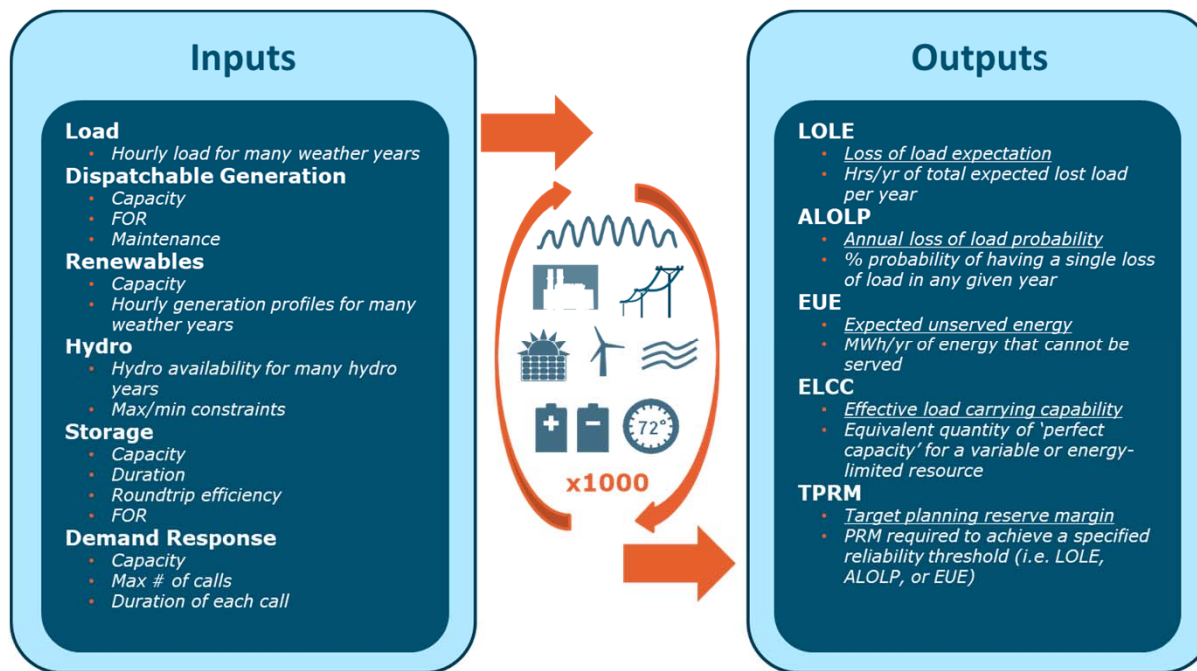 Inputs
Load
• Hourly load for many weather years
Dispatchable Generation
• Capacity
• FOR
• Maintenance
Renewables
• Capacity
• Hourly generation profiles for many
weather years
Hydro
• Hydro availability for many hydro
years
• Max/min constraints
Storage
• Capacity
• Duration
• Roundtrip efficiency
• FOR
Demand Response
• Capacity
• Max # of calls
• Duration of each call
+
−
72°
x1000
Outputs
LOLE
• Loss of load expectation
• Hrs/yr of total expected lost load
per year
ALOLP
• Annual loss of load probability
• % probability of having a single loss
of load in any given year
EUE
• Expected unserved energy
• MWh/yr of energy that cannot be
served
ELCC
• Effective load carrying capability
• Equivalent quantity of ‘perfect
capacity’ for a variable or energy-
limited resource
TPRM
• Target planning reserve margin
• PRM required to achieve a specified
reliability threshold (i.e. LOLE,
ALOLP, or EUE)